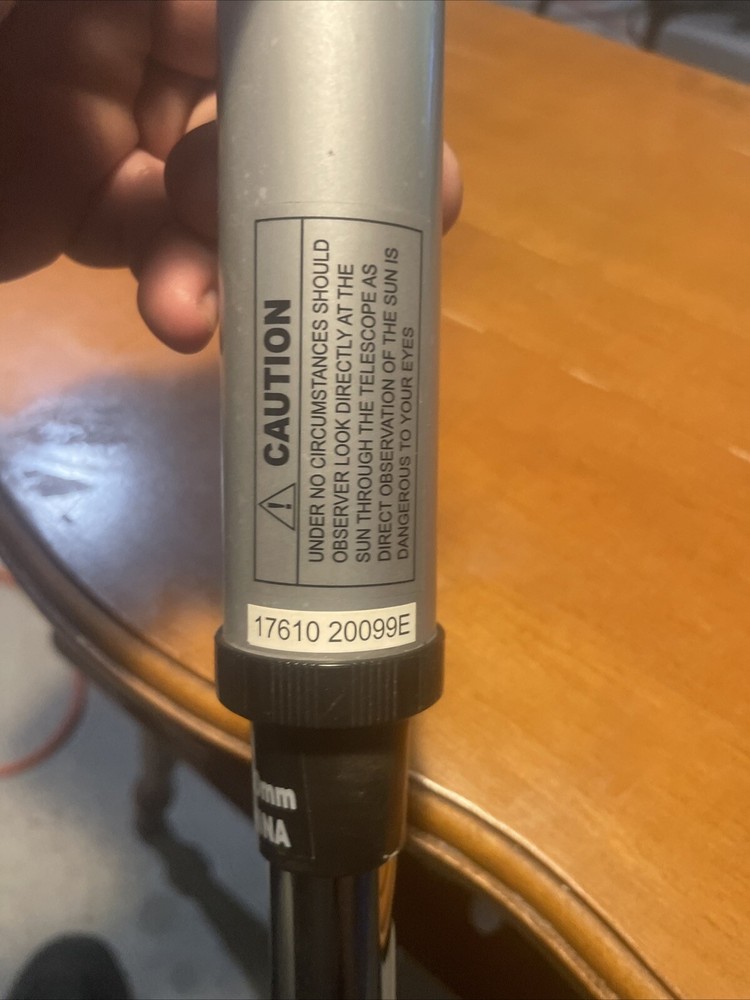 CAUTION
UNDER NO CIRCUMSTANCES SHOULD
OBSERVER LOOK DIRECTLY AT THE
SUN THROUGH THE TELESCOPE AS
DIRECT OBSERVATION OF THE SUN IS
DANGEROUS TO YOUR EYES
17610 20099E
mm